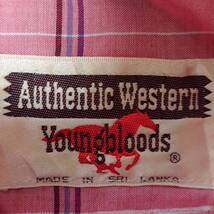 Authentic Western
Youngbloods ®
MADE IN SRI LANKA